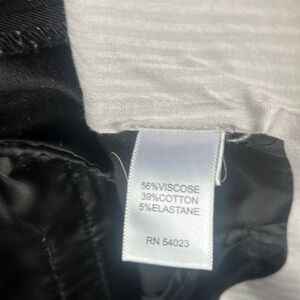 56%VISCOSE
39%COTTON
5%ELASTANE
RN 54023